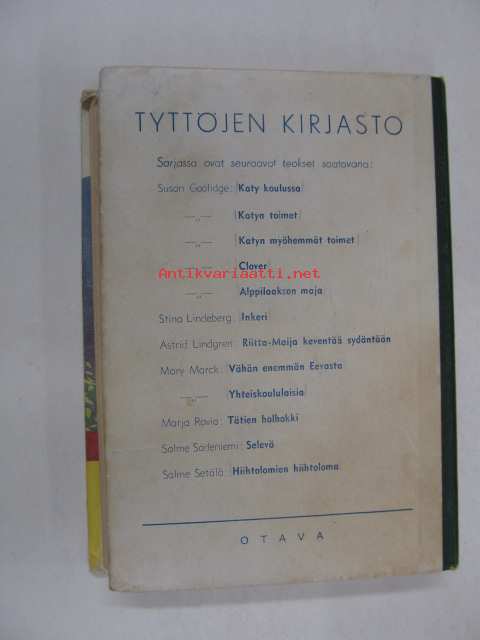 TYTTÖJEN KIRJASTO
Sarjassa ovat seuraavat teokset saatavana:
Susan Goolidge: Katy koulussa
—„— Katyn toimet
—„— Katyn myöhemmät toimet
—„— Clover
Antikvariaatti.net
—„— Alppilaakson maja
Stina Lindeberg: Inkeri
Astrid Lindgren: Riitta-Maija keventää sydäntään
Mary Marck: Vähän enemmän Eevasta
—„— Yhteiskoululaisia
Marja Ravia: Tätien holhokki
Salme Sarleniemi: Selevä
Salme Setälä: Hiihtolomien hiihtoloma
OTAVA